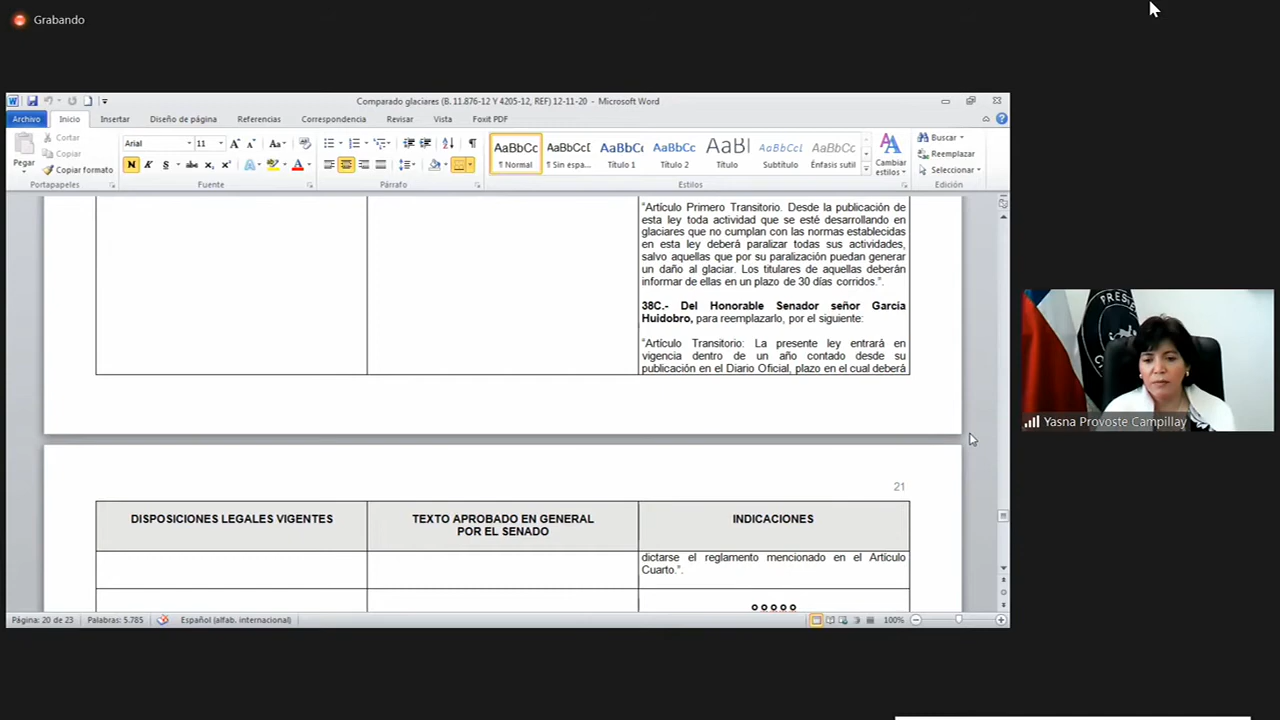 Grabando
Comparado glaciares (B. 11.876-12 Y 4205-12, REF) 12-11-20 - Microsoft Word
Archivo Inicio Insertar Diseño de página Referencias Correspondencia Revisar Vista Foxit PDF
Pegar
Cortar
Copiar
Copiar formato
Portapapeles
Arial 11
Fuente
Párrafo
AaBbCc AaBbCcI AaBbC AaBbCc AaBl AaBbCcI AaBbCcI
¶ Normal ¶ Sin espa... Título 1 Título 2 Título Subtítulo Énfasis sutil
Estilos
Cambiar estilos
Buscar
Reemplazar
Seleccionar
Edición
"Artículo Primero Transitorio. Desde la publicación de
esta ley toda actividad que se esté desarrollando en
glaciares que no cumplan con las normas establecidas
en esta ley deberá paralizar todas sus actividades,
salvo aquellas que por su paralización puedan generar
un daño al glaciar. Los titulares de aquellas deberán
informar de ellas en un plazo de 30 días corridos.".
38C.- Del Honorable Senador señor García
Huidobro, para reemplazarlo, por el siguiente:
"Artículo Transitorio: La presente ley entrará en
vigencia dentro de un año contado desde su
publicación en el Diario Oficial, plazo en el cual deberá
21
DISPOSICIONES LEGALES VIGENTES
TEXTO APROBADO EN GENERAL
POR EL SENADO
INDICACIONES
dictarse el reglamento mencionado en el Artículo
Cuarto.".
ooooo
Página: 20 de 23 Palabras: 5.785 Español (alfab. internacional) 100%
Yasna Provoste Campillay